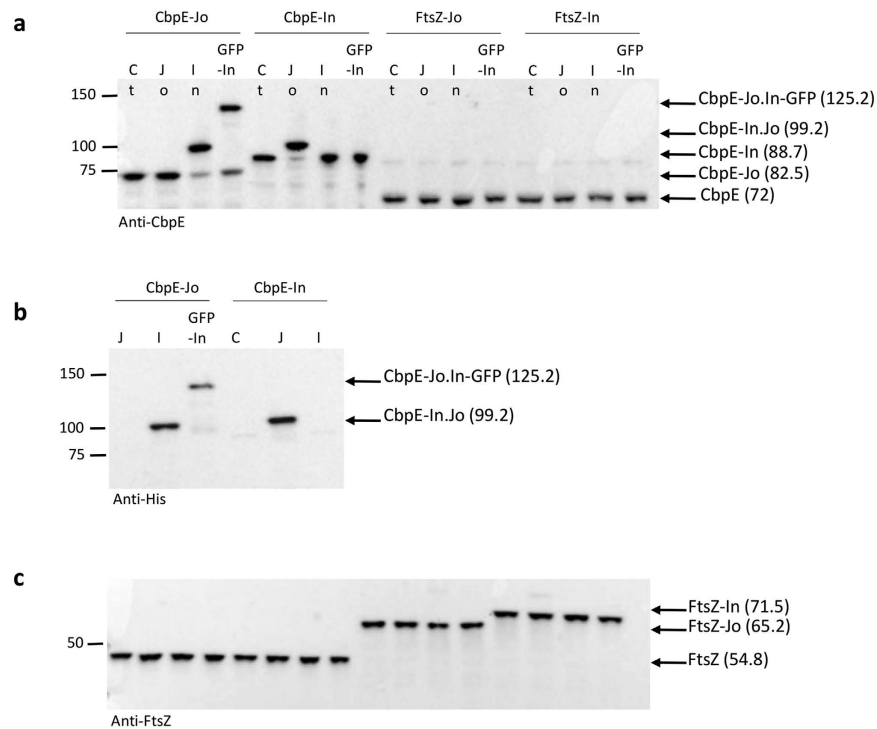 a
CbpE-Jo CbpE-In FtsZ-Jo FtsZ-In
GFP GFP GFP GFP
C J I -In C J I -In C J I -In C J I -In
t o n t o n t o n t o n
150
100
75
CbpE-Jo.In-GFP (125.2)
CbpE-In.Jo (99.2)
CbpE-In (88.7)
CbpE-Jo (82.5)
CbpE (72)
Anti-CbpE
b
CbpE-Jo CbpE-In
GFP
J I -In C J I
150
100
75
CbpE-Jo.In-GFP (125.2)
CbpE-In.Jo (99.2)
Anti-His
c
50
FtsZ-In (71.5)
FtsZ-Jo (65.2)
FtsZ (54.8)
Anti-FtsZ